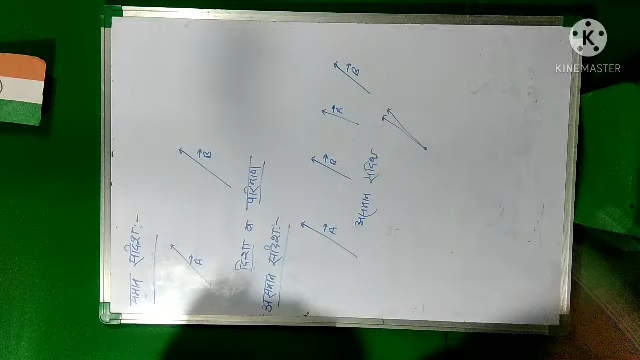 समान सदिश:-
A
B
दिशा व परिमाण
असमान सदिश:-
A
B
A
B
असमान सदिश
K
KINEMASTER